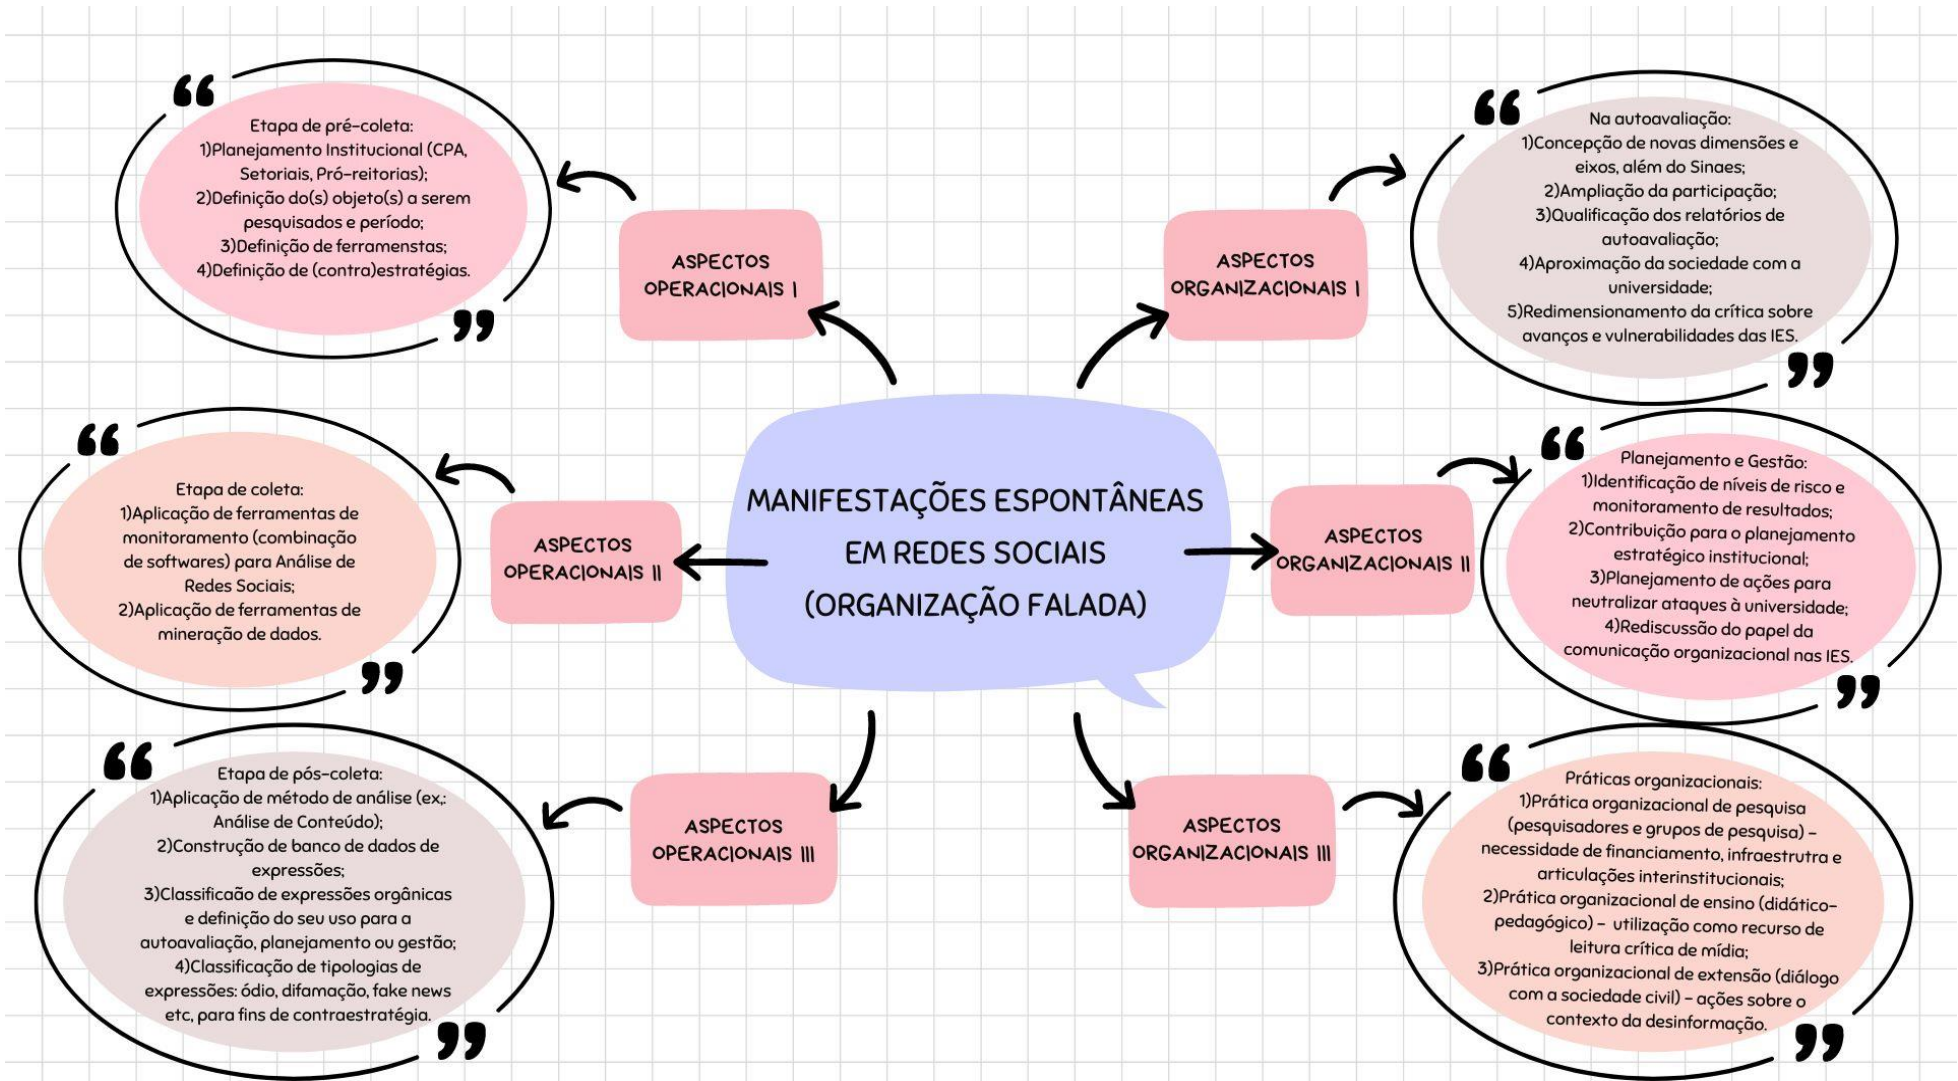 MANIFESTAÇÕES ESPONTÂNEAS
EM REDES SOCIAIS
(ORGANIZAÇÃO FALADA)
ASPECTOS
OPERACIONAIS I
“
Etapa de pré-coleta:
1)Planejamento Institucional (CPA,
Setoriais, Pró-reitorias);
2)Definição do(s) objeto(s) a serem
pesquisados e período;
3)Definição de ferramenstas;
4)Definição de (contra)estratégias.
”
ASPECTOS
OPERACIONAIS II
“
Etapa de coleta:
1)Aplicação de ferramentas de
monitoramento (combinação
de softwares) para Análise de
Redes Sociais;
2)Aplicação de ferramentas de
mineração de dados.
”
ASPECTOS
OPERACIONAIS III
“
Etapa de pós-coleta:
1)Aplicação de método de análise (ex,:
Análise de Conteúdo);
2)Construção de banco de dados de
expressões;
3)Classificaão de expressões orgânicas
e definição do seu uso para a
autoavaliação, planejamento ou gestão;
4)Classificação de tipologias de
expressões: ódio, difamação, fake news
etc, para fins de contraestratégia.
”
ASPECTOS
ORGANIZACIONAIS I
“
Na autoavaliação:
1)Concepção de novas dimensões e
eixos, além do Sinaes;
2)Ampliação da participação;
3)Qualificação dos relatórios de
autoavaliação;
4)Aproximação da sociedade com a
universidade;
5)Redimensionamento da crítica sobre
avanços e vulnerabilidades das IES.
”
ASPECTOS
ORGANIZACIONAIS II
“
Planejamento e Gestão:
1)Identificação de níveis de risco e
monitoramento de resultados;
2)Contribuição para o planejamento
estratégico institucional;
3)Planejamento de ações para
neutralizar ataques à universidade;
4)Rediscussão do papel da
comunicação organizacional nas IES.
”
ASPECTOS
ORGANIZACIONAIS III
“
Práticas organizacionais:
1)Prática organizacional de pesquisa
(pesquisadores e grupos de pesquisa) -
necessidade de financiamento, infraestrutra e
articulações interinstitucionais;
2)Prática organizacional de ensino (didático-
pedagógico) - utilização como recurso de
leitura crítica de mídia;
3)Prática organizacional de extensão (diálogo
com a sociedade civil) - ações sobre o
contexto da desinformação.
”